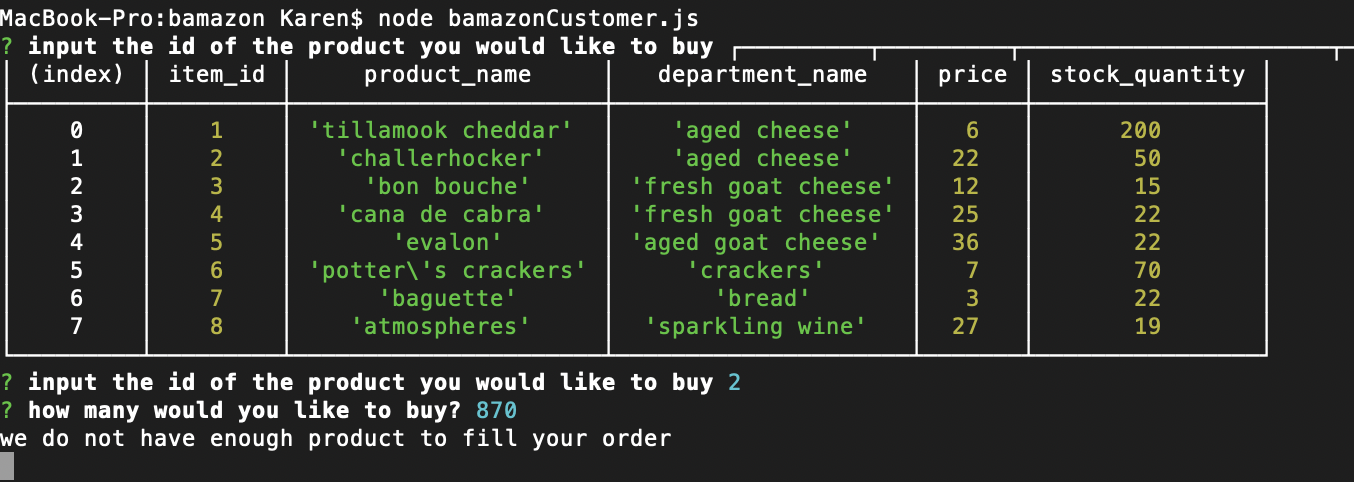 MacBook-Pro:bamazon Karen$ node bamazonCustomer.js
? input the id of the product you would like to buy
(index) item_id product_name department_name price stock_quantity
0 1 'tillamook cheddar' 'aged cheese' 6 200
1 2 'challerhocker' 'aged cheese' 22 50
2 3 'bon bouche' 'fresh goat cheese' 12 15
3 4 'cana de cabra' 'fresh goat cheese' 25 22
4 5 'evalon' 'aged goat cheese' 36 22
5 6 'potter\'s crackers' 'crackers' 7 70
6 7 'baguette' 'bread' 3 22
7 8 'atmospheres' 'sparkling wine' 27 19
? input the id of the product you would like to buy 2
? how many would you like to buy? 870
we do not have enough product to fill your order